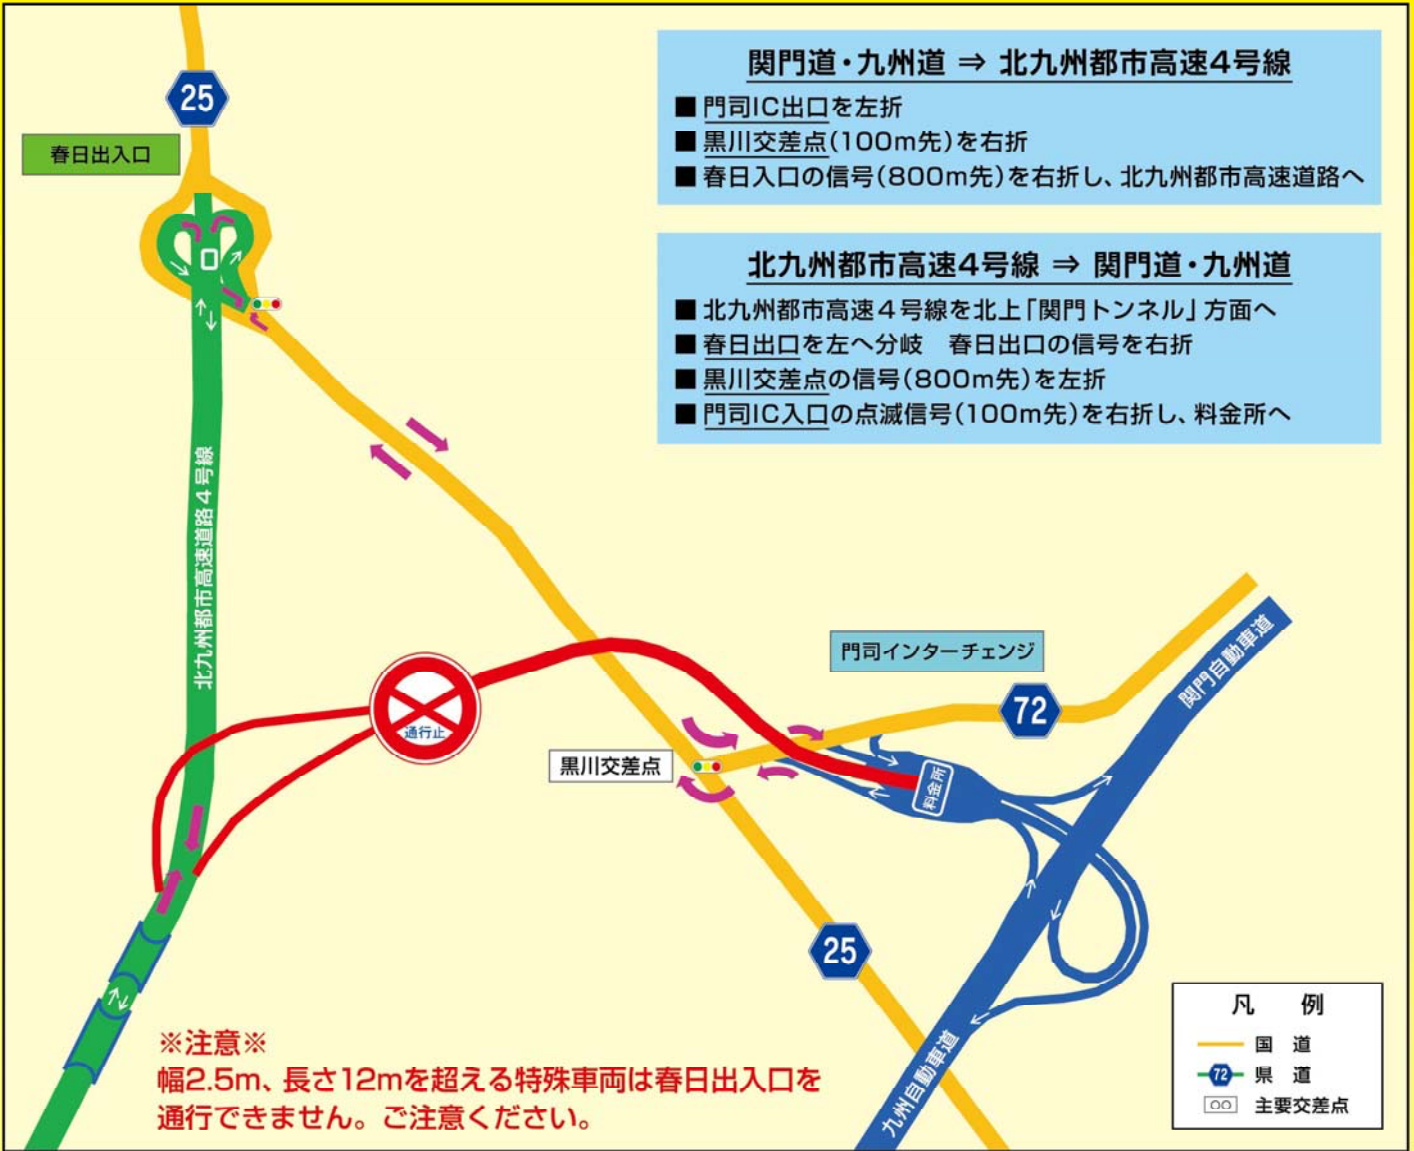 25
春日出入口
関門道・九州道 ⇒ 北九州都市高速4号線
■ 門司IC出口を左折
■ 黒川交差点(100m先)を右折
■ 春日入口の信号(800m先)を右折し、北九州都市高速道路へ
北九州都市高速4号線 ⇒ 関門道・九州道
■ 北九州都市高速４号線を北上「関門トンネル」方面へ
■ 春日出口を左へ分岐　春日出口の信号を右折
■ 黒川交差点の信号(800m先)を左折
■ 門司IC入口の点滅信号(100m先)を右折し、料金所へ
北九州都市高速道路４号線
通行止
門司インターチェンジ
関門自動車道
72
黒川交差点
料金所
25
九州自動車道
※注意※
幅2.5m、長さ12mを超える特殊車両は春日出入口を
通行できません。ご注意ください。
凡　例
国　道
72 県　道
主要交差点